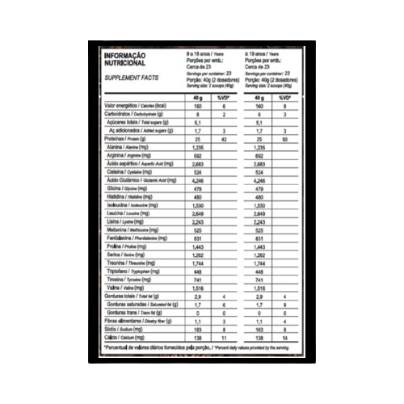 INFORMAÇÃO NUTRICIONAL
SUPPLEMENT FACTS
9 a 18 anos / Years
Porções por emb.:
Cerca de 23
Servings per container: 23
Porção: 40g (2 dosadores)
Serving size: 2 scoops (40g)
≥ 19 anos / Years
Porções por emb.:
Cerca de 23
Servings per container: 23
Porção: 40g (2 dosadores)
Serving size: 2 scoops (40g)
40 g %VD* 40 g %VD*
Valor energético / Calories (kcal) 160 8 160 8
Carboidratos / Carbohydrate (g) 8 2 8 3
Açúcares totais / Total sugars (g) 5,1 5,1
Aç adicionados / Added sugars (g) 1,7 3 1,7 3
Proteínas / Protein (g) 25 42 25 50
Alanina / Alanine (mg) 1,235 1,235
Arginina / Arginine (mg) 692 692
Ácido aspártico / Aspartic Acid (mg) 2,683 2,683
Cisteína / Cysteine (mg) 524 524
Ácido Glutâmico / Glutamic Acid (mg) 4,246 4,246
Glicina / Glycine (mg) 479 479
Histidina / Histidine (mg) 480 480
Isoleucina / Isoleucine (mg) 1,530 1,530
Leucina / Leucine (mg) 2,649 2,649
Lisina / Lysine (mg) 2,243 2,243
Metionina / Methionine (mg) 525 525
Fenilalanina / Phenilalanine (mg) 831 831
Prolina / Proline (mg) 1,443 1,443
Serina / Serine (mg) 1,262 1,262
Treonina / Threonine (mg) 1,744 1,744
Triptofano / Tryptophan (mg) 448 448
Tirosina / Tyrosine (mg) 741 741
Valina / Valine (mg) 1,516 1,516
Gorduras totais / Total fat (g) 2,9 4 2,9 4
Gorduras saturadas / Saturated fat (g) 1,7 6 1,7 9
Gorduras trans / Trans fat (g) 0 0 0 0
Fibras alimentares / Dietary fiber (g) 1,1 3 1,1 4
Sódio / Sodium (mg) 163 8 163 8
Cálcio / Calcium (mg) 138 11 138 14
*Percentual de valores diários fornecidos pela porção. / *Percent daily values provided by the serving.